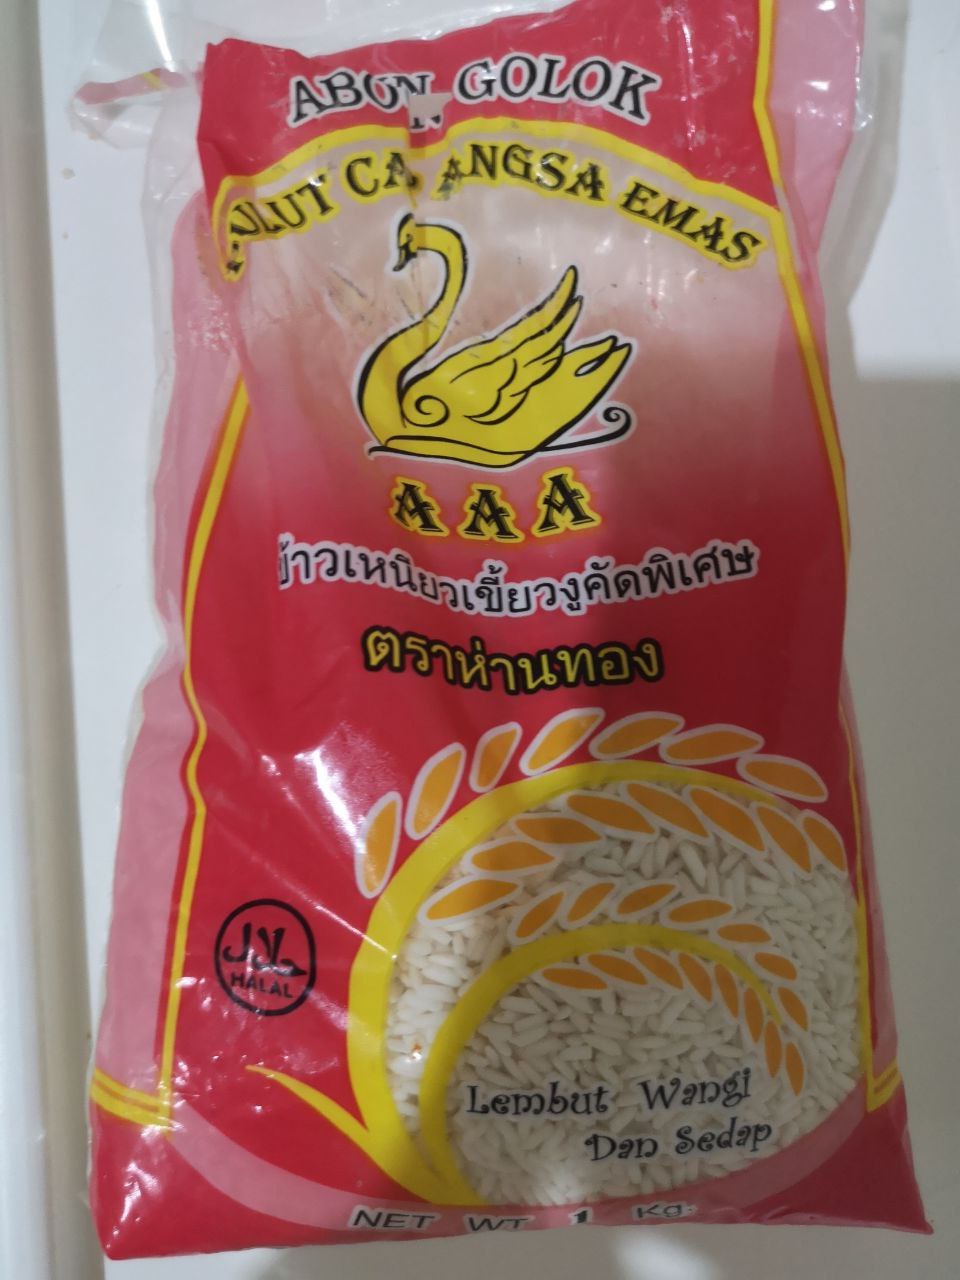 ABON GOLOK
PULUT CAP ANGSA EMAS
AAA
ข้าวเหนียวเขี้ยวงูคัดพิเศษ
ตราห่านทอง
حلال
HALAL
Lembut Wangi
Dan Sedap
NET WT 1 Kg.